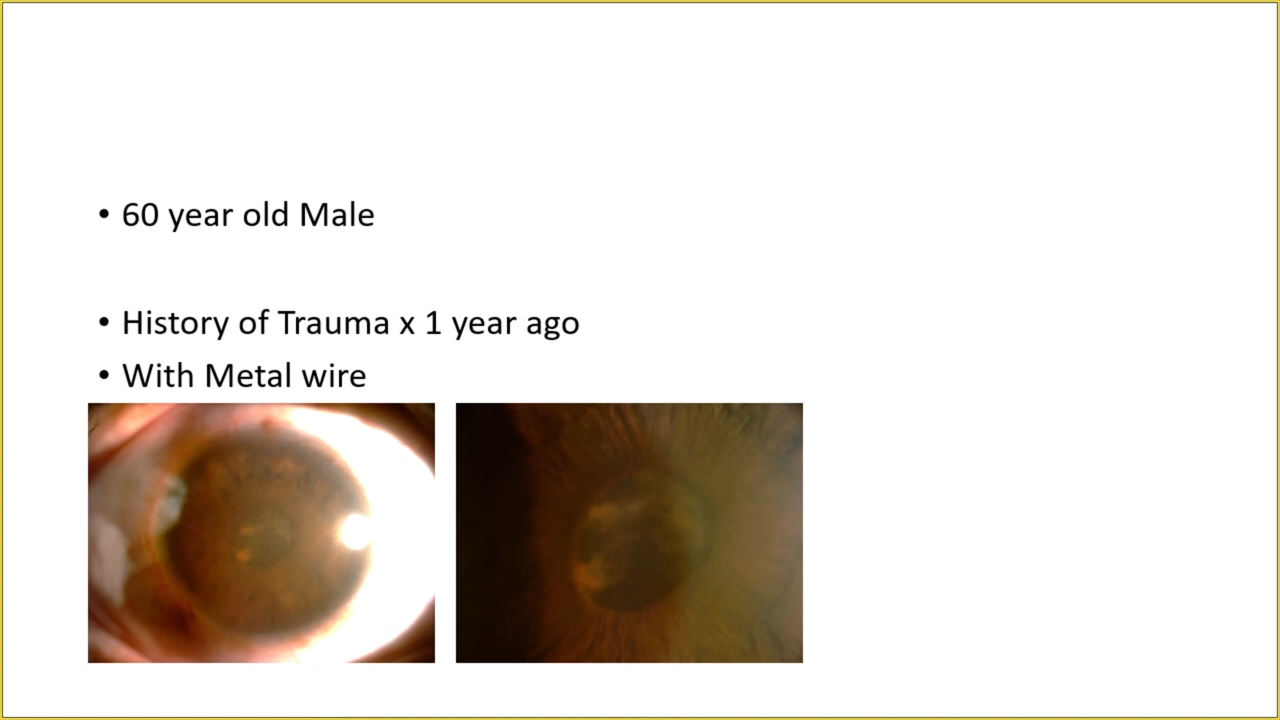 • 60 year old Male
• History of Trauma x 1 year ago
• With Metal wire